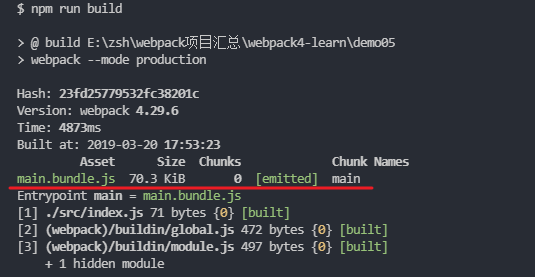 $ npm run build
> @ build E:\zsh\webpack项目汇总\webpack4-learn\demo05
> webpack --mode production
Hash: 23fd25779532fc38201c
Version: webpack 4.29.6
Time: 4873ms
Built at: 2019-03-20 17:53:23
Asset Size Chunks Chunk Names
main.bundle.js 70.3 KiB 0 [emitted] main
Entrypoint main = main.bundle.js
[1] ./src/index.js 71 bytes {0} [built]
[2] (webpack)/buildin/global.js 472 bytes {0} [built]
[3] (webpack)/buildin/module.js 497 bytes {0} [built]
+ 1 hidden module